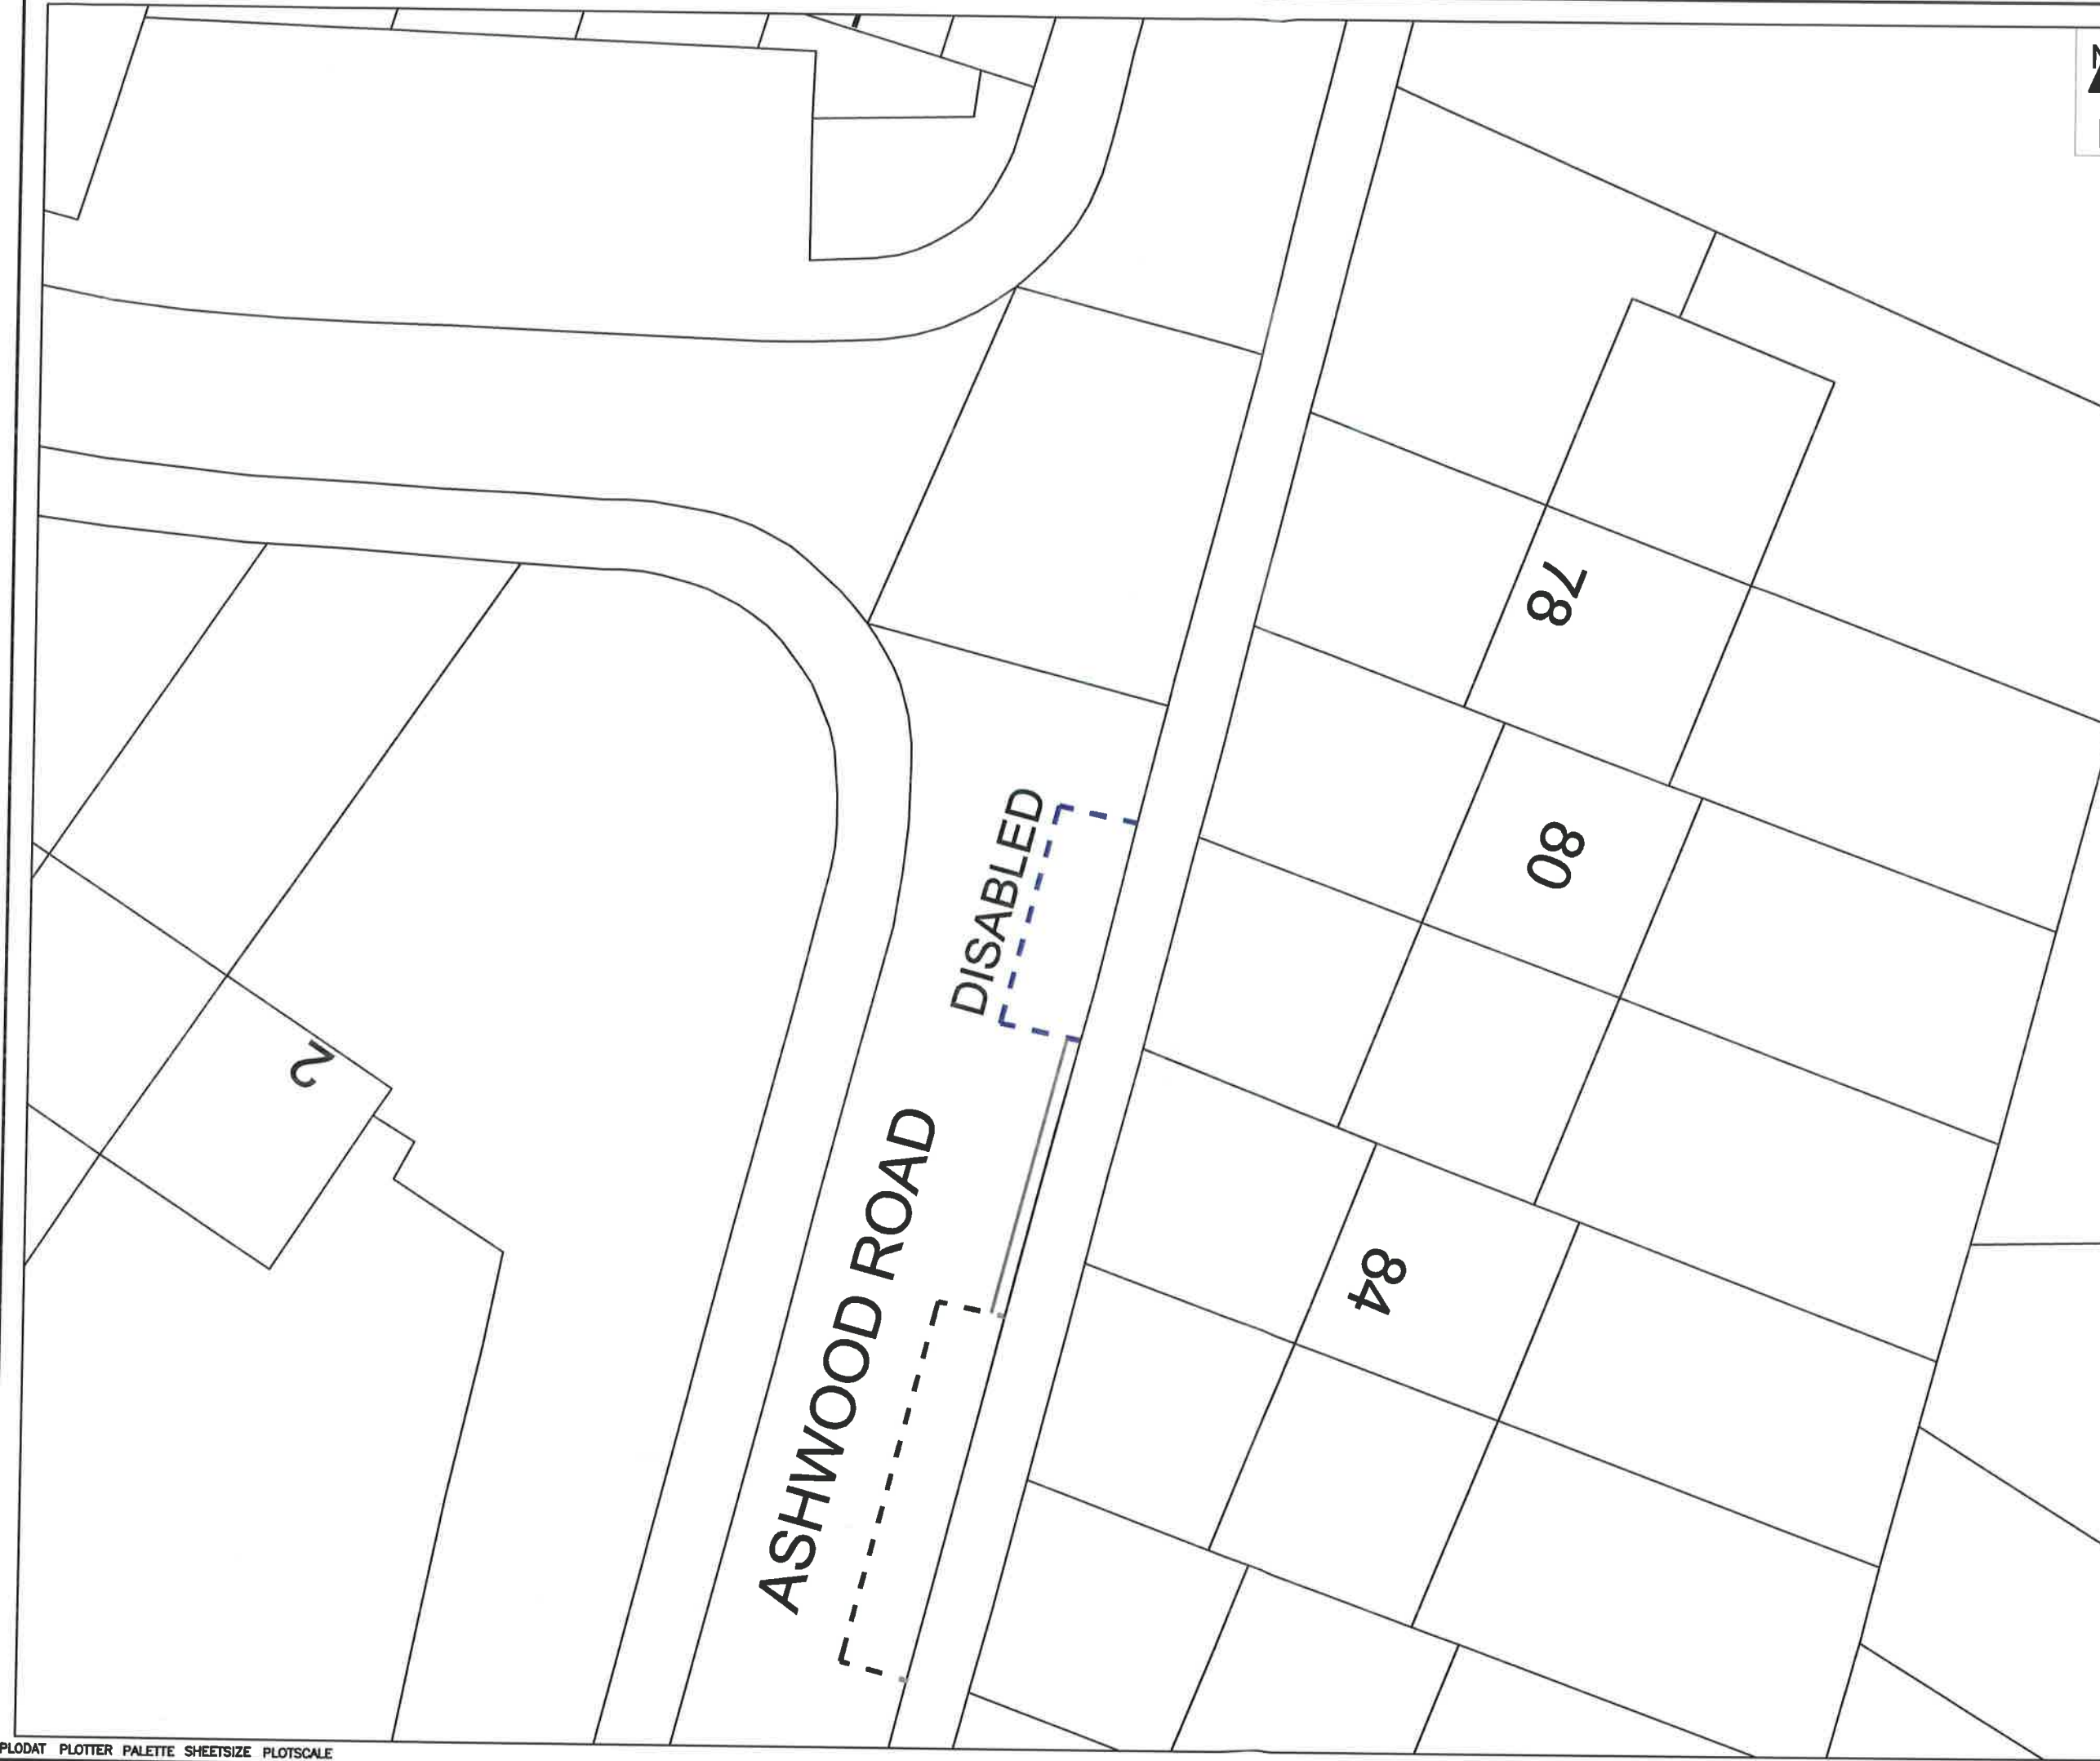 N
78
80
DISABLED
2
ASHWOOD ROAD
84
PLODAT PLOTTER PALETTE SHEETSIZE PLOTSCALE